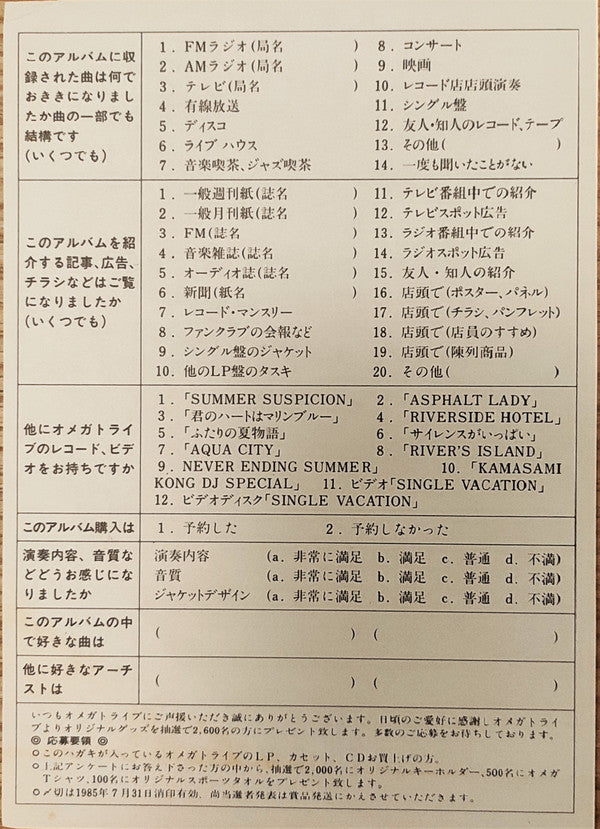 このアルバムに収
録された曲は何で
おききになりまし
たか曲の一部でも
結構です
(いくつでも)
1. FMラジオ(局名　　　) 8. コンサート
2. AMラジオ(局名　　　) 9. 映画
3. テレビ(局名　　　) 10. レコード店店頭演奏
4. 有線放送 11. シングル盤
5. ディスコ 12. 友人・知人のレコード、テープ
6. ライブ ハウス 13. その他(　　　)
7. 音楽喫茶、ジャズ喫茶 14. 一度も聞いたことがない
このアルバムを紹
介する記事、広告、
チラシなどはご覧
になりましたか
(いくつでも)
1. 一般週刊紙(誌名　　　) 11. テレビ番組中での紹介
2. 一般月刊紙(誌名　　　) 12. テレビスポット広告
3. FM(誌名　　　) 13. ラジオ番組中での紹介
4. 音楽雑誌(誌名　　　) 14. ラジオスポット広告
5. オーディオ誌(誌名　　　) 15. 友人・知人の紹介
6. 新聞(紙名　　　) 16. 店頭で(ポスター、パネル)
7. レコード・マンスリー 17. 店頭で(チラシ、パンフレット)
8. ファンクラブの会報など 18. 店頭で(店員のすすめ)
9. シングル盤のジャケット 19. 店頭で(陳列商品)
10. 他のLP盤のタスキ 20. その他(　　　)
他にオメガトライ
ブのレコード、ビデ
オをお持ちですか
1. 「SUMMER SUSPICION」 2. 「ASPHALT LADY」
3. 「君のハートはマリンブルー」 4. 「RIVERSIDE HOTEL」
5. 「ふたりの夏物語」 6. 「サイレンスがいっぱい」
7. 「AQUA CITY」 8. 「RIVER'S ISLAND」
9. NEVER ENDING SUMMER」 10. 「KAMASAMI
KONG DJ SPECIAL」 11. ビデオ「SINGLE VACATION」
12. ビデオディスク「SINGLE VACATION」
このアルバム購入は 1. 予約した 2. 予約しなかった
演奏内容、音質な
どどうお感じにな
りましたか
演奏内容 (a. 非常に満足 b. 満足 c. 普通 d. 不満)
音質 (a. 非常に満足 b. 満足 c. 普通 d. 不満)
ジャケットデザイン (a. 非常に満足 b. 満足 c. 普通 d. 不満)
このアルバムの中
で好きな曲は
(　　　) (　　　)
他に好きなアーチ
ストは
(　　　) (　　　)
いつもオメガトライブにご声援いただき誠にありがとうございます。日頃のご愛好に感謝しオメガトライ
ブよりオリジナルグッズを抽選で2,600名の方にプレゼント致します。多数のご応募をお待ちしております。
◎ 応募要領 ◎
○このハガキが入っているオメガトライブのLP、カセット、CDお買上げの方。
○上記アンケートにお答え下さった方の中から、抽選で2,000名にオリジナルキーホルダー、500名にオメガ
Tシャツ、100名にオリジナルスポーツタオルをプレゼント致します。
○〆切は1985年7月31日消印有効、尚当選者発表は賞品発送にかえさせていただきます。